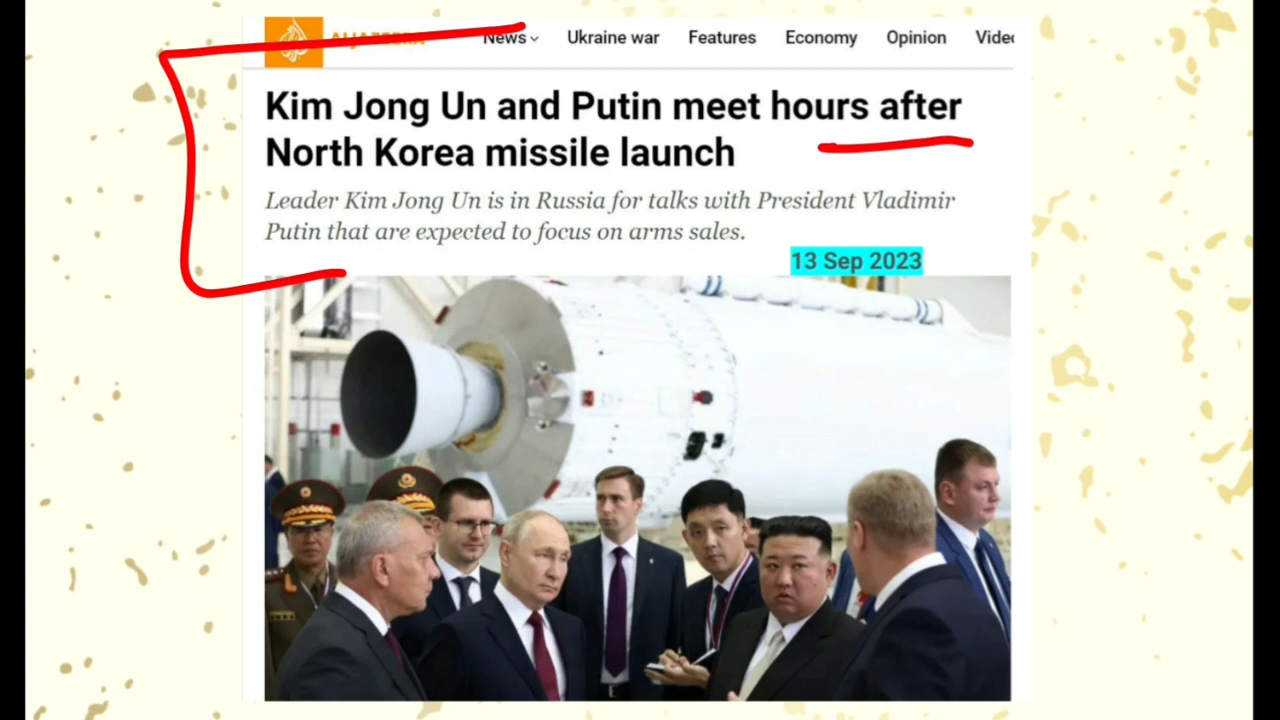 ALJAZEERA
News Ukraine war Features Economy Opinion
Kim Jong Un and Putin meet hours after
North Korea missile launch
Leader Kim Jong Un is in Russia for talks with President Vladimir
Putin that are expected to focus on arms sales.
13 Sep 2023